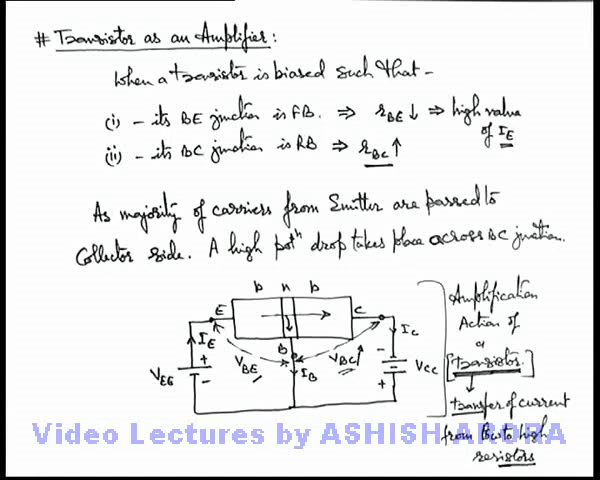 # Transistor as an Amplifier:
When a transistor is biased such that -
(i) - its BE junction is FB. ⇒ rBE ↓ ⇒ high value of IE
(ii) - its BC junction is RB ⇒ rBC ↑
As majority of carriers from Emitter are passed to
Collector side. A high potⁿ drop takes place across BC junction.
p n p
E C
B
IE IB IC
VBE VBC ↑
VEE + -
- + VCC
Amplification
Action of
a
[Transistor]
transfer of current
from low to high
resistors
Video Lectures by ASHISH ARORA